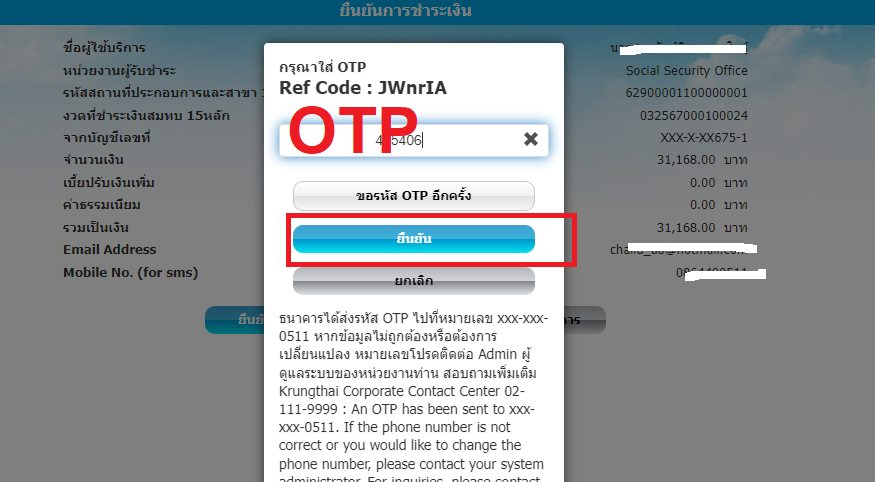 ยืนยันการชำระเงิน
ชื่อผู้ใช้บริการ
หน่วยงานผู้รับชำระ Social Security Office
รหัสสถานที่ประกอบการและสาขา 62900001100000001
งวดที่ชำระเงินสมทบ 15หลัก 032567000100024
จากบัญชีเลขที่ XXX-X-XX675-1
จำนวนเงิน 31,168.00 บาท
เบี้ยปรับเงินเพิ่ม 0.00 บาท
ค่าธรรมเนียม 0.00 บาท
รวมเป็นเงิน 31,168.00 บาท
Email Address
Mobile No. (for sms)
กรุณาใส่ OTP
Ref Code : JWnrIA
OTP
ขอรหัส OTP อีกครั้ง
ยืนยัน
ยกเลิก
ธนาคารได้ส่งรหัส OTP ไปที่หมายเลข xxx-xxx-
0511 หากข้อมูลไม่ถูกต้องหรือต้องการ
เปลี่ยนแปลง หมายเลขโปรดติดต่อ Admin ผู้
ดูแลระบบของหน่วยงานท่าน สอบถามเพิ่มเติม
Krungthai Corporate Contact Center 02-
111-9999 : An OTP has been sent to xxx-
xxx-0511. If the phone number is not
correct or you would like to change the
phone number, please contact your system
administrator. For inquiries, please contact